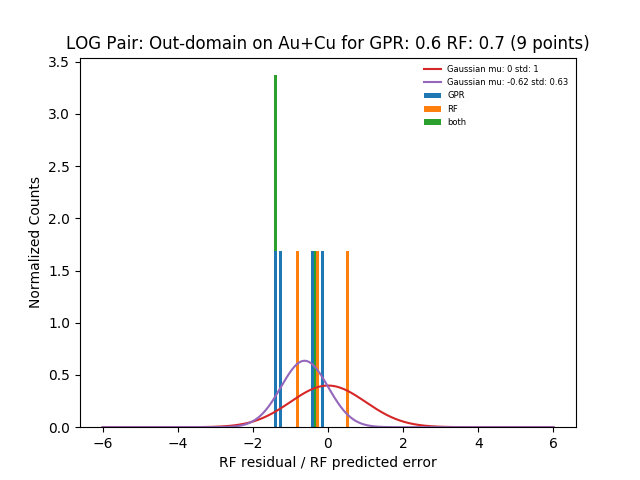 LOG Pair: Out-domain on Au+Cu for GPR: 0.6 RF: 0.7 (9 points)
Gaussian mu: 0 std: 1
Gaussian mu: -0.62 std: 0.63
GPR
RF
both
Normalized Counts
3.5
3.0
2.5
2.0
1.5
1.0
0.5
0.0
−6 −4 −2 0 2 4 6
RF residual / RF predicted error